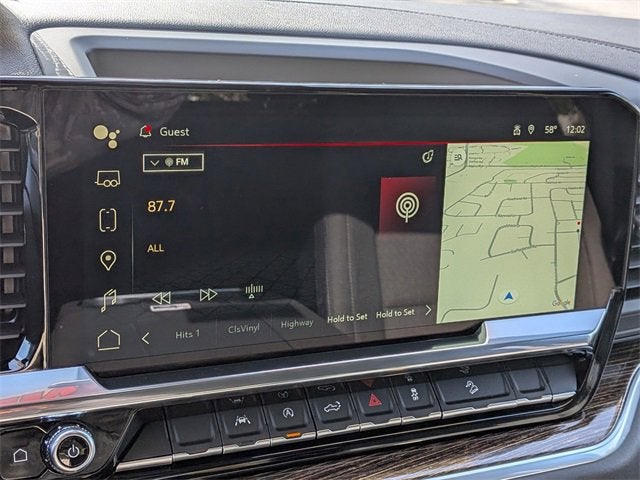 Guest 58° 12:02
FM
87.7
ALL
Hits 1 ClsVinyl Highway Hold to Set Hold to Set
Google